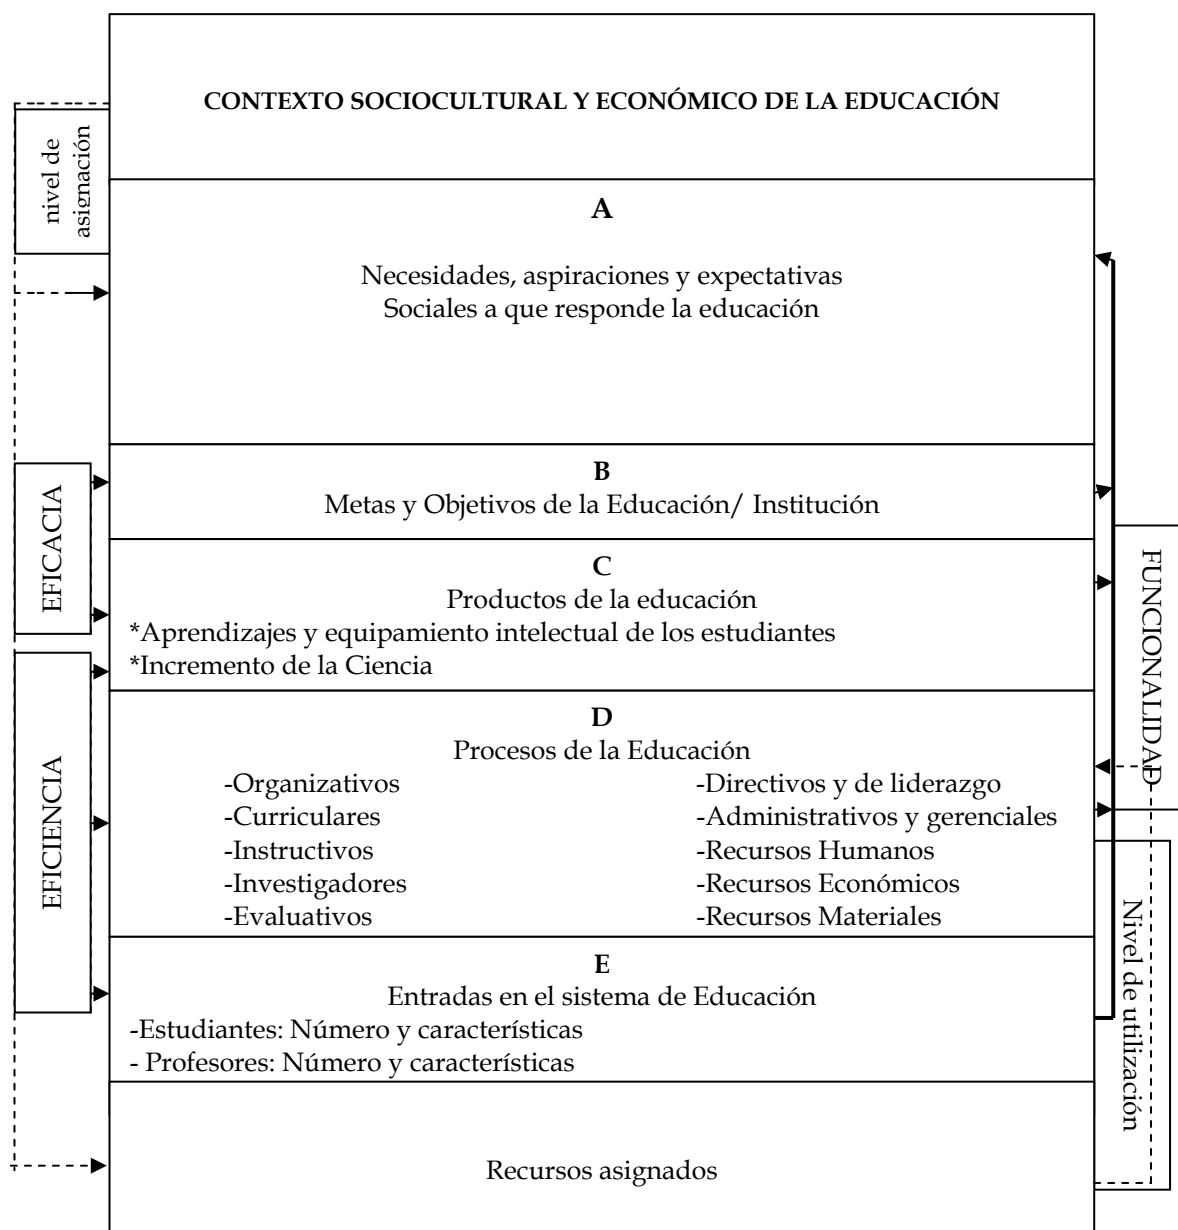 CONTEXTO SOCIOCULTURAL Y ECONÓMICO DE LA EDUCACIÓN
nivel de
asignación
A
Necesidades, aspiraciones y expectativas
Sociales a que responde la educación
B
Metas y Objetivos de la Educación/ Institución
EFICACIA
C
Productos de la educación
*Aprendizajes y equipamiento intelectual de los estudiantes
*Incremento de la Ciencia
FUNCIONALIDAD
EFICIENCIA
D
Procesos de la Educación
-Organizativos -Directivos y de liderazgo
-Curriculares -Administrativos y gerenciales
-Instructivos -Recursos Humanos
-Investigadores -Recursos Económicos
-Evaluativos -Recursos Materiales
Nivel de utilización
E
Entradas en el sistema de Educación
-Estudiantes: Número y características
- Profesores: Número y características
Recursos asignados